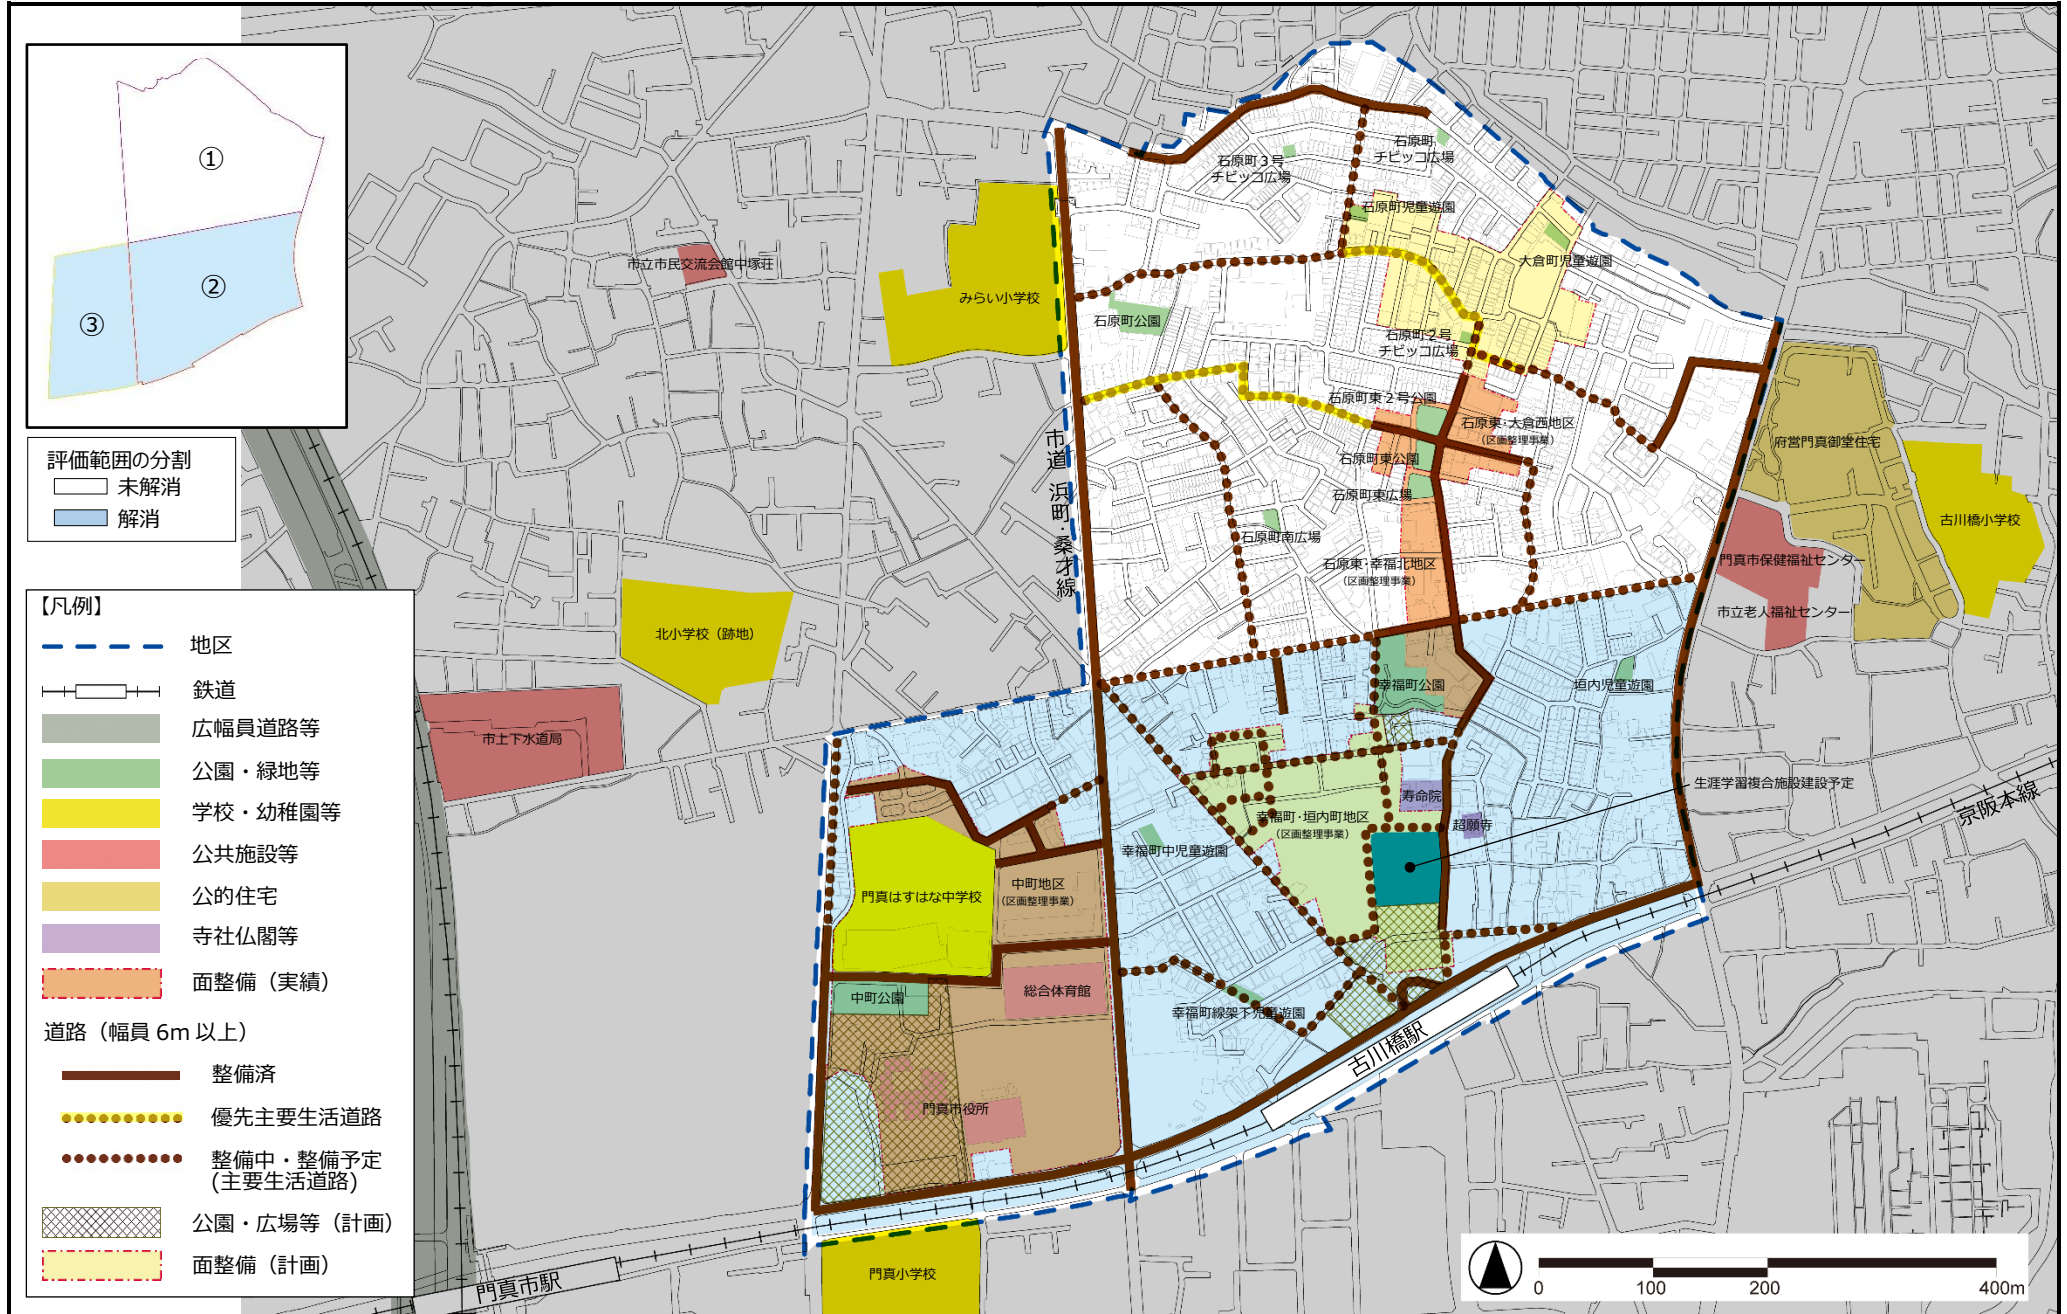 ①
②
③
評価範囲の分割
未解消
解消
【凡例】
地区
鉄道
広幅員道路等
公園・緑地等
学校・幼稚園等
公共施設等
公的住宅
寺社仏閣等
面整備（実績）
道路（幅員 6m 以上）
整備済
優先主要生活道路
整備中・整備予定
(主要生活道路)
公園・広場等（計画）
面整備（計画）
石原町
チビッコ広場
石原町３号
チビッコ広場
石原町児童遊園
大倉町児童遊園
市立市民交流会館中塚荘
みらい小学校
石原町公園
石原町２号
チビッコ広場
石原町東２号公園
石原東・大倉西地区
（区画整理事業）
市道 浜町・桑才線
石原町東公園
石原町東広場
府営門真御堂住宅
古川橋小学校
石原町南広場
石原東・幸福北地区
（区画整理事業）
門真市保健福祉センター
市立老人福祉センター
北小学校（跡地）
幸福町公園
垣内児童遊園
市上下水道局
生涯学習複合施設建設予定
寿命院
京阪本線
幸福町・垣内町地区
（区画整理事業）
超願寺
幸福町中児童遊園
中町地区
（区画整理事業）
門真はすはな中学校
総合体育館
中町公園
幸福町線架下児童遊園
古川橋駅
門真市役所
門真小学校
門真市駅
0
100
200
400m